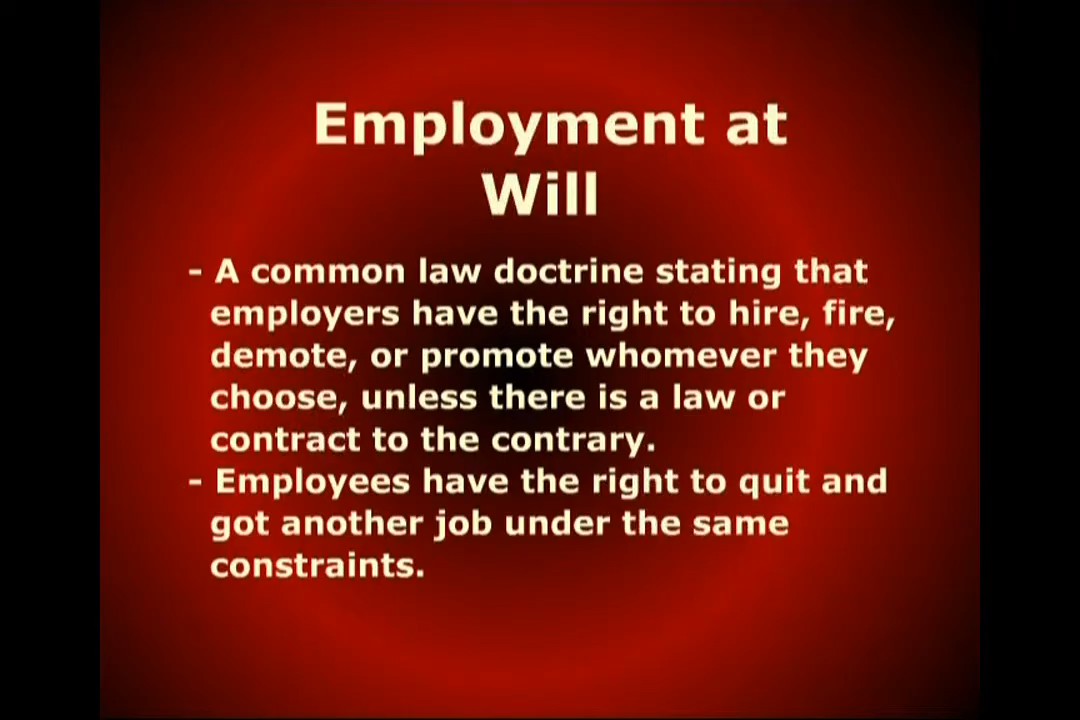 Employment at
Will
- A common law doctrine stating that
employers have the right to hire, fire,
demote, or promote whomever they
choose, unless there is a law or
contract to the contrary.
- Employees have the right to quit and
got another job under the same
constraints.